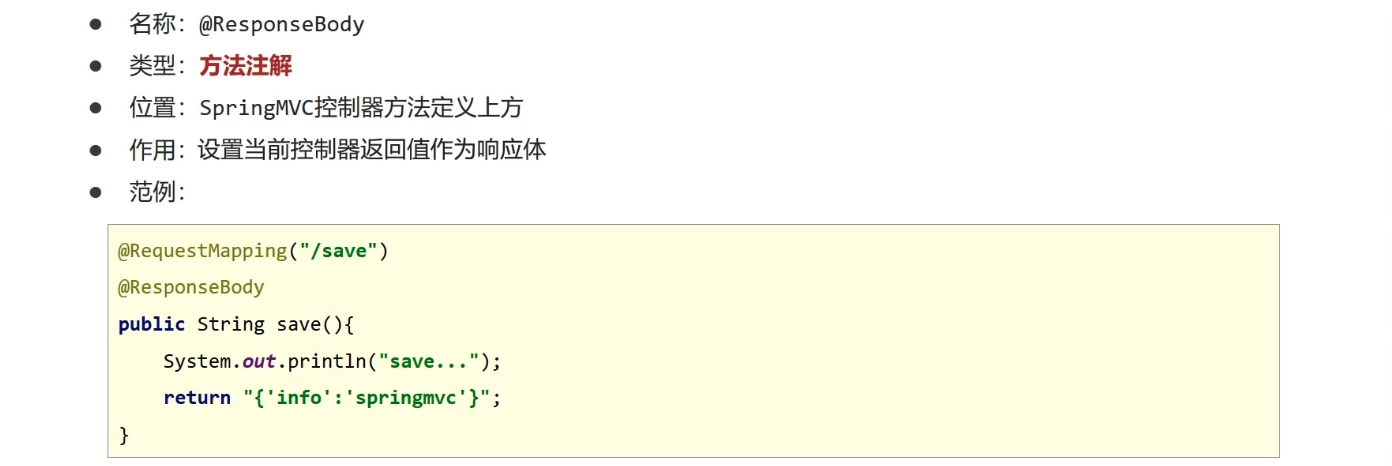 ● 名称：@ResponseBody
● 类型：方法注解
● 位置：SpringMVC控制器方法定义上方
● 作用：设置当前控制器返回值作为响应体
● 范例：
@RequestMapping("/save")
@ResponseBody
public String save(){
    System.out.println("save...");
    return "{'info':'springmvc'}";
}